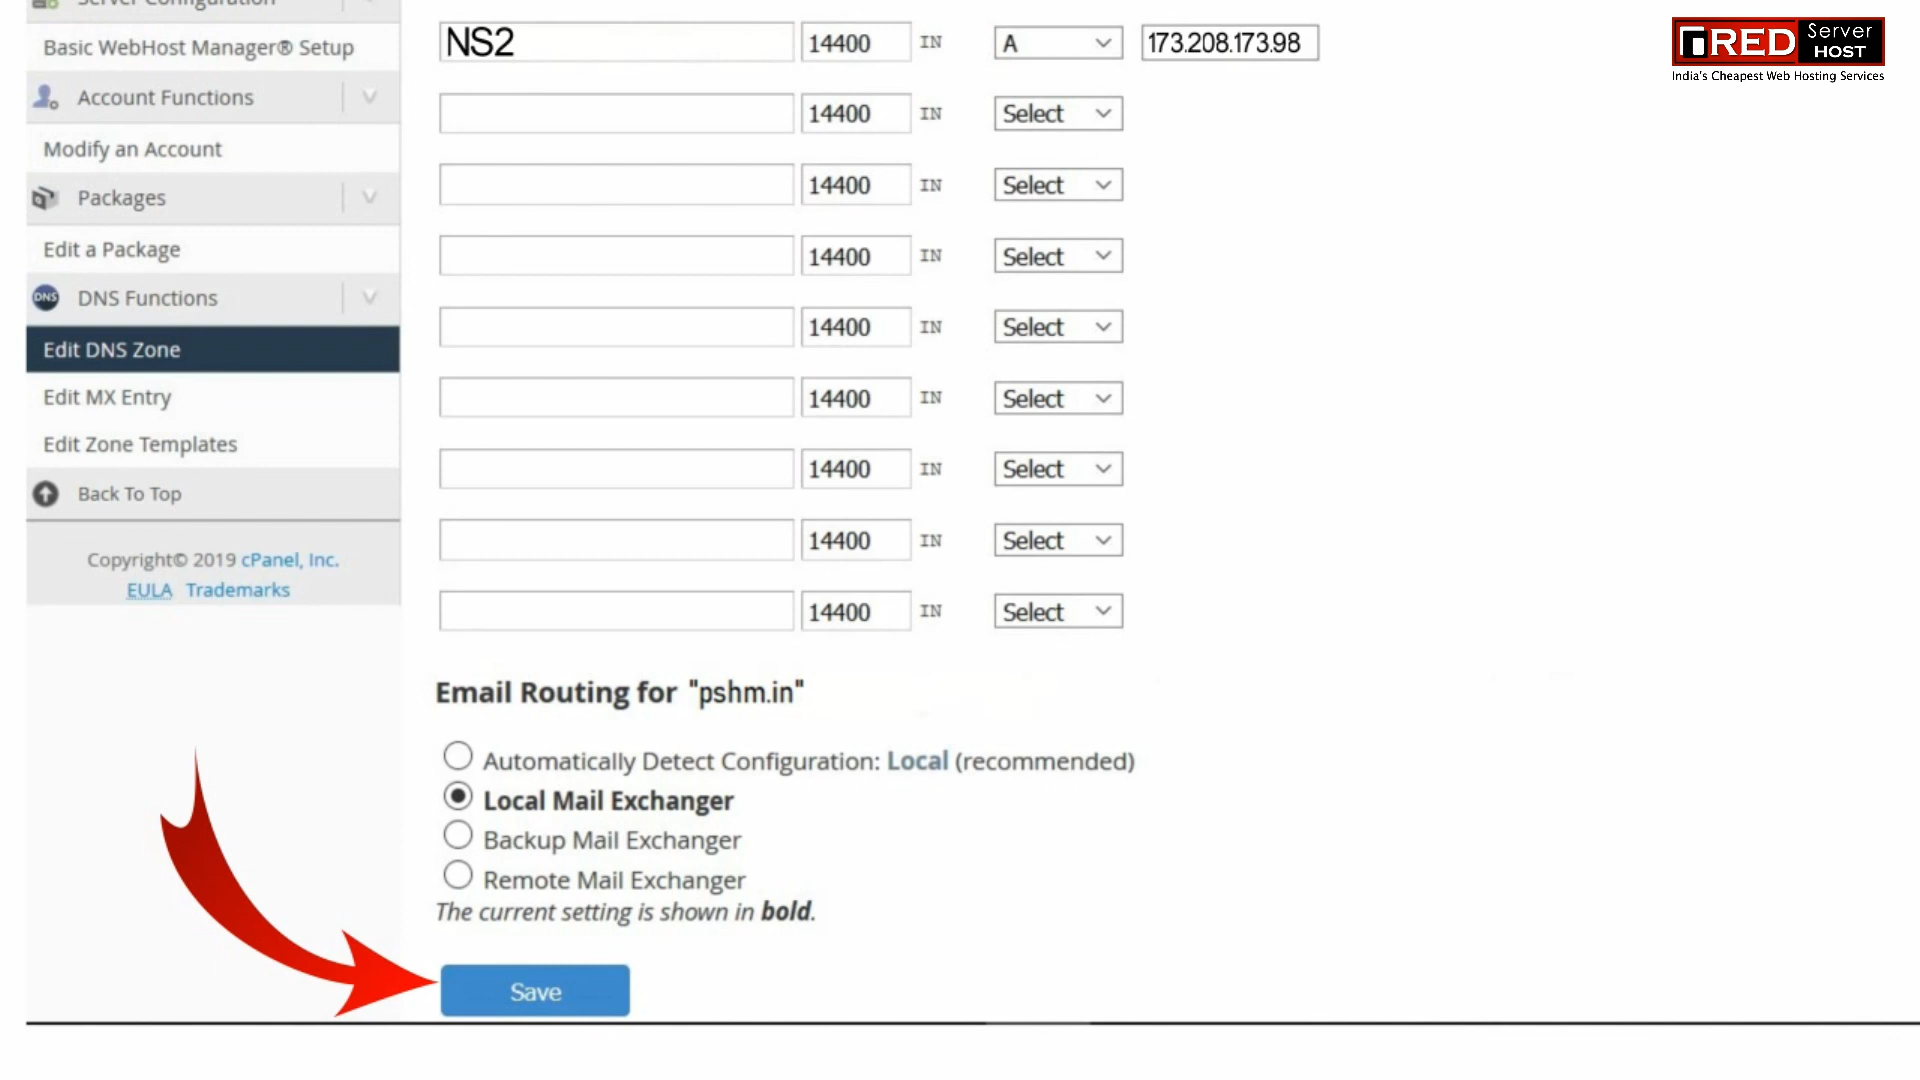 Server Configuration
Basic WebHost Manager® Setup
Account Functions
Modify an Account
Packages
Edit a Package
DNS
DNS Functions
Edit DNS Zone
Edit MX Entry
Edit Zone Templates
Back To Top
Copyright© 2019 cPanel, Inc.
EULA Trademarks
NS2 14400 IN A 173.208.173.98
14400 IN Select
14400 IN Select
14400 IN Select
14400 IN Select
14400 IN Select
14400 IN Select
14400 IN Select
14400 IN Select
Email Routing for "pshm.in"
Automatically Detect Configuration: Local (recommended)
Local Mail Exchanger
Backup Mail Exchanger
Remote Mail Exchanger
The current setting is shown in bold.
Save
RED Server
HOST
India's Cheapest Web Hosting Services